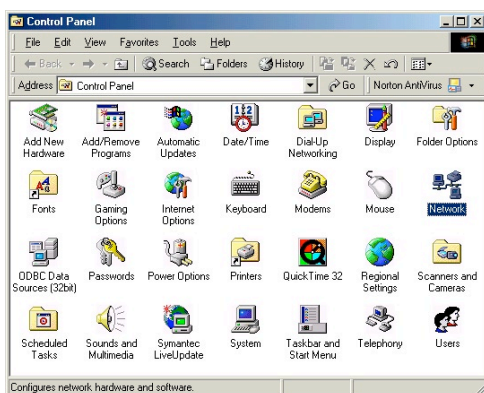 Control Panel
File Edit View Favorites Tools Help
Back Search Folders History
Address Control Panel Go Norton AntiVirus
Add New Hardware
Add/Remove Programs
Automatic Updates
Date/Time
Dial-Up Networking
Display
Folder Options
Fonts
Gaming Options
Internet Options
Keyboard
Modems
Mouse
Network
ODBC Data Sources (32bit)
Passwords
Power Options
Printers
QuickTime 32
Regional Settings
Scanners and Cameras
Scheduled Tasks
Sounds and Multimedia
Symantec LiveUpdate
System
Taskbar and Start Menu
Telephony
Users
Configures network hardware and software.